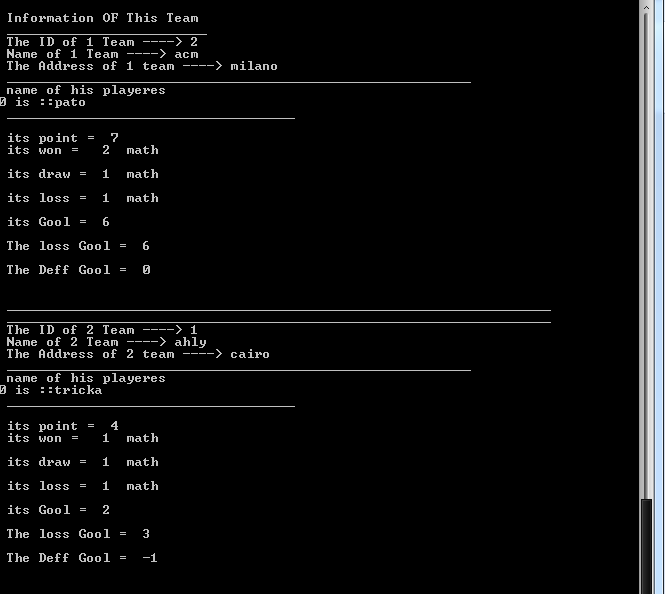 Information OF This Team
The ID of 1 Team ----> 2
Name of 1 Team ----> acm
The Address of 1 team ----> milano
name of his playeres
0 is ::pato
its point =  7
its won =   2  math
its draw =  1  math
its loss =  1  math
its Gool =  6
The loss Gool =  6
The Deff Gool =  0
The ID of 2 Team ----> 1
Name of 2 Team ----> ahly
The Address of 2 team ----> cairo
name of his playeres
0 is ::tricka
its point =  4
its won =   1  math
its draw =  1  math
its loss =  1  math
its Gool =  2
The loss Gool =  3
The Deff Gool =  -1